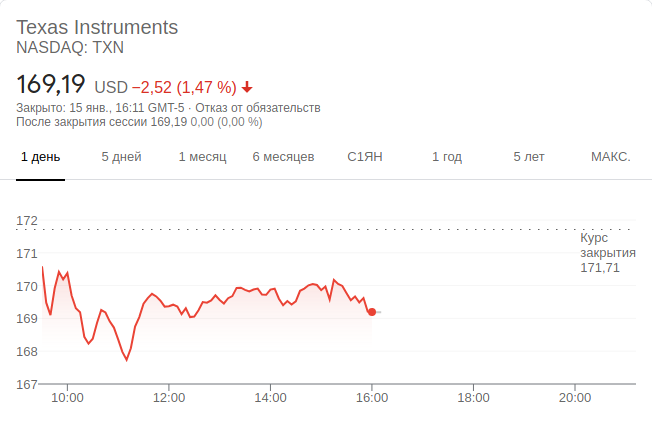 Texas Instruments
NASDAQ: TXN
169,19 USD −2,52 (1,47 %)
Закрыто: 15 янв., 16:11 GMT-5 · Отказ от обязательств
После закрытия сессии 169,19 0,00 (0,00 %)
1 день 5 дней 1 месяц 6 месяцев С1ЯН 1 год 5 лет МАКС.
172
Курс
закрытия
171,71
171
170
169
168
167
10:00 12:00 14:00 16:00 18:00 20:00